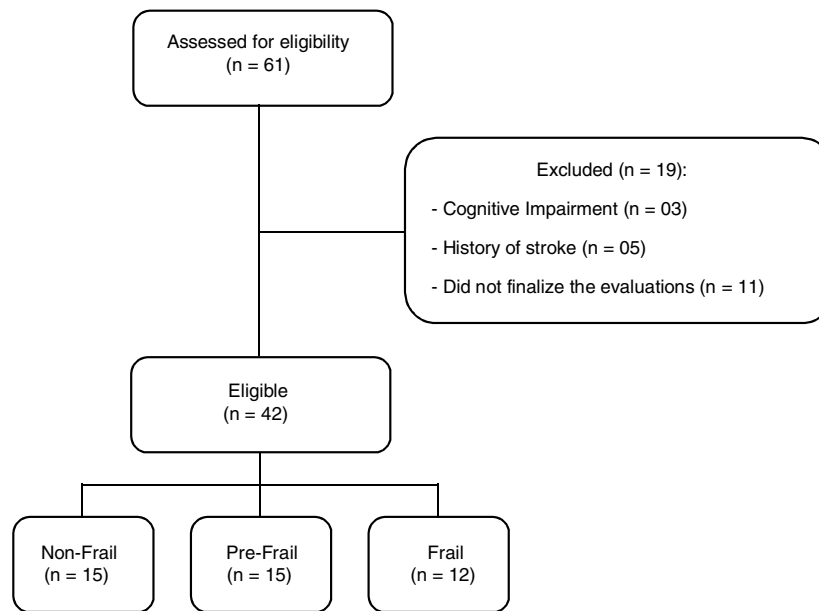 Assessed for eligibility
(n = 61)
Excluded (n = 19):
- Cognitive Impairment (n = 03)
- History of stroke (n = 05)
- Did not finalize the evaluations (n = 11)
Eligible
(n = 42)
Non-Frail
(n = 15)
Pre-Frail
(n = 15)
Frail
(n = 12)